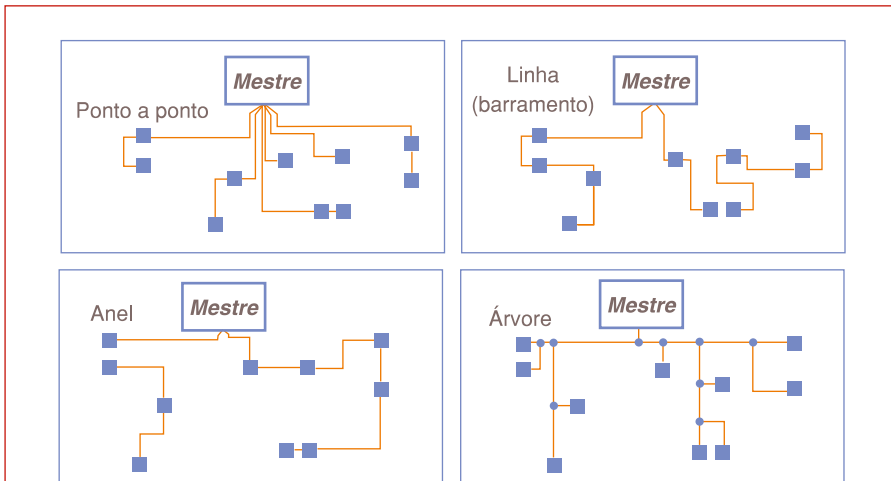 Mestre
Ponto a ponto
Mestre
Linha
(barramento)
Mestre
Anel
Mestre
Árvore